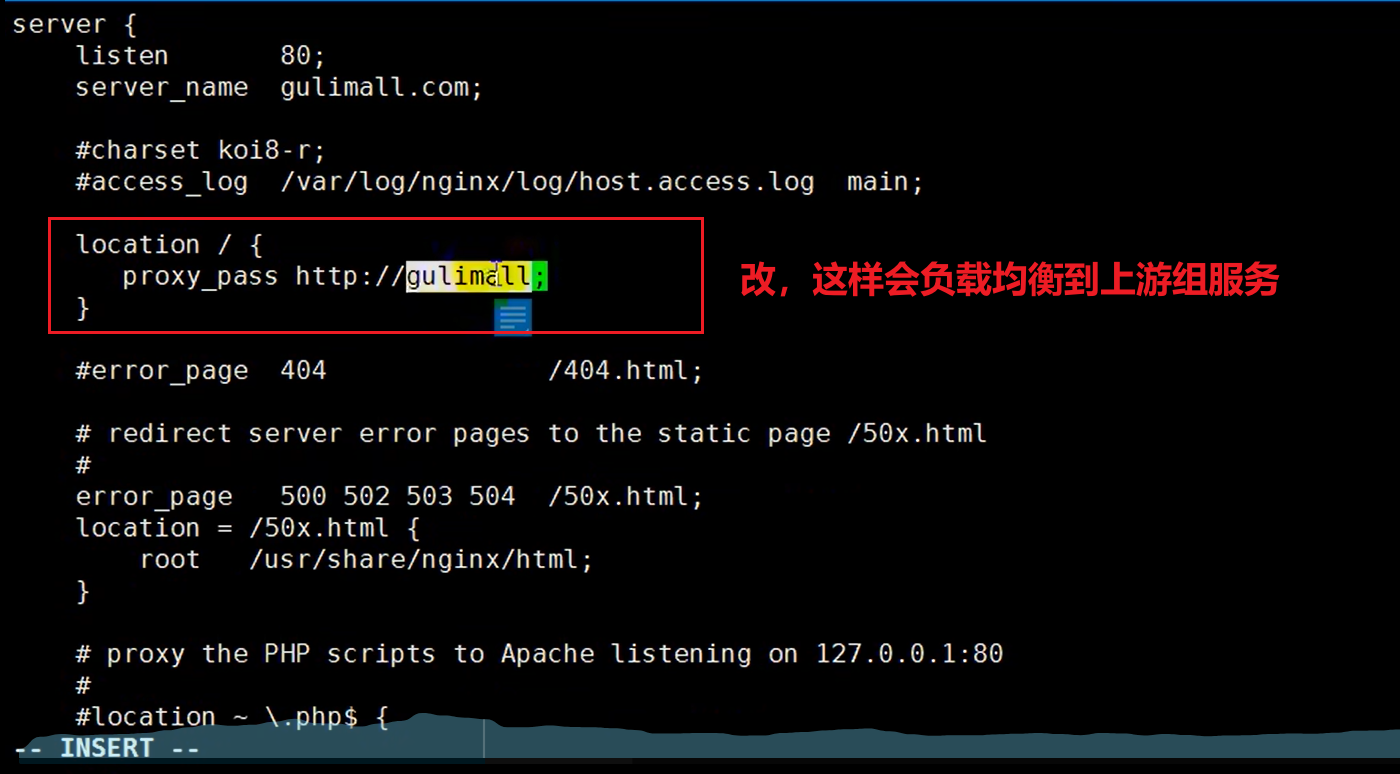 server {
    listen       80;
    server_name  gulimall.com;
    #charset koi8-r;
    #access_log  /var/log/nginx/log/host.access.log  main;
    location / {
       proxy_pass http://gulimall;
    }
改，这样会负载均衡到上游组服务
    #error_page  404              /404.html;
    # redirect server error pages to the static page /50x.html
    #
    error_page   500 502 503 504  /50x.html;
    location = /50x.html {
        root   /usr/share/nginx/html;
    }
    # proxy the PHP scripts to Apache listening on 127.0.0.1:80
    #
    #location ~ \.php$ {
-- INSERT --